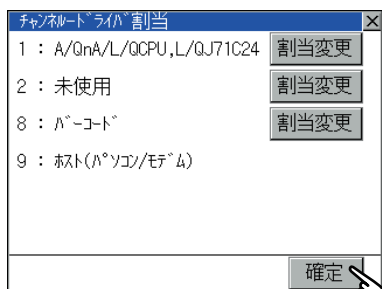 チャンネルードライバ割当 ×
1 : A/QnA/L/QCPU,L/QJ71C24 割当変更
2 : 未使用 割当変更
8 : バーコード 割当変更
9 : ホスト(パソコン/モデム)
確定